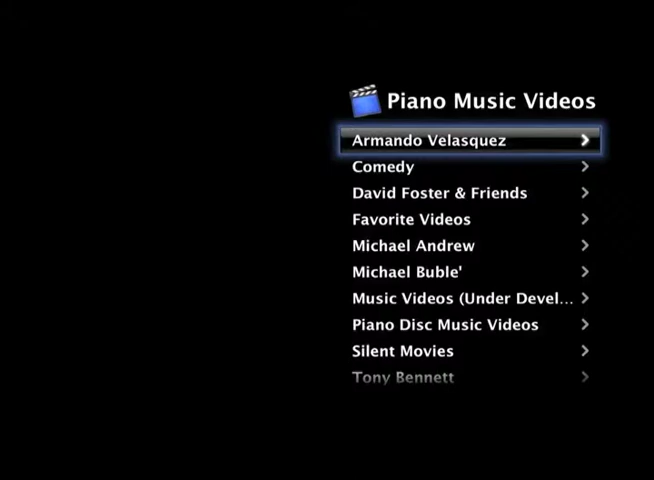 Piano Music Videos
Armando Velasquez
Comedy
David Foster & Friends
Favorite Videos
Michael Andrew
Michael Buble'
Music Videos (Under Devel...
Piano Disc Music Videos
Silent Movies
Tony Bennett